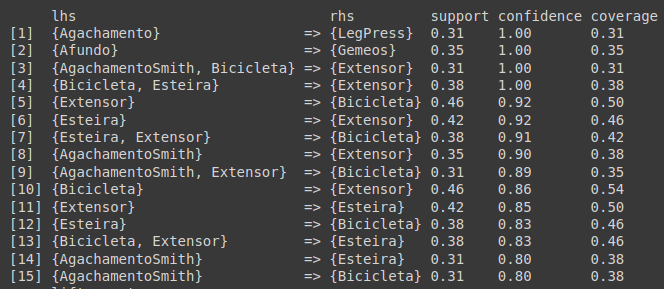 lhs rhs support confidence coverage
[1] {Agachamento} => {LegPress} 0.31 1.00 0.31
[2] {Afundo} => {Gemeos} 0.35 1.00 0.35
[3] {AgachamentoSmith, Bicicleta} => {Extensor} 0.31 1.00 0.31
[4] {Bicicleta, Esteira} => {Extensor} 0.38 1.00 0.38
[5] {Extensor} => {Bicicleta} 0.46 0.92 0.50
[6] {Esteira} => {Extensor} 0.42 0.92 0.46
[7] {Esteira, Extensor} => {Bicicleta} 0.38 0.91 0.42
[8] {AgachamentoSmith} => {Extensor} 0.35 0.90 0.38
[9] {AgachamentoSmith, Extensor} => {Bicicleta} 0.31 0.89 0.35
[10] {Bicicleta} => {Extensor} 0.46 0.86 0.54
[11] {Extensor} => {Esteira} 0.42 0.85 0.50
[12] {Esteira} => {Bicicleta} 0.38 0.83 0.46
[13] {Bicicleta, Extensor} => {Esteira} 0.38 0.83 0.46
[14] {AgachamentoSmith} => {Esteira} 0.31 0.80 0.38
[15] {AgachamentoSmith} => {Bicicleta} 0.31 0.80 0.38